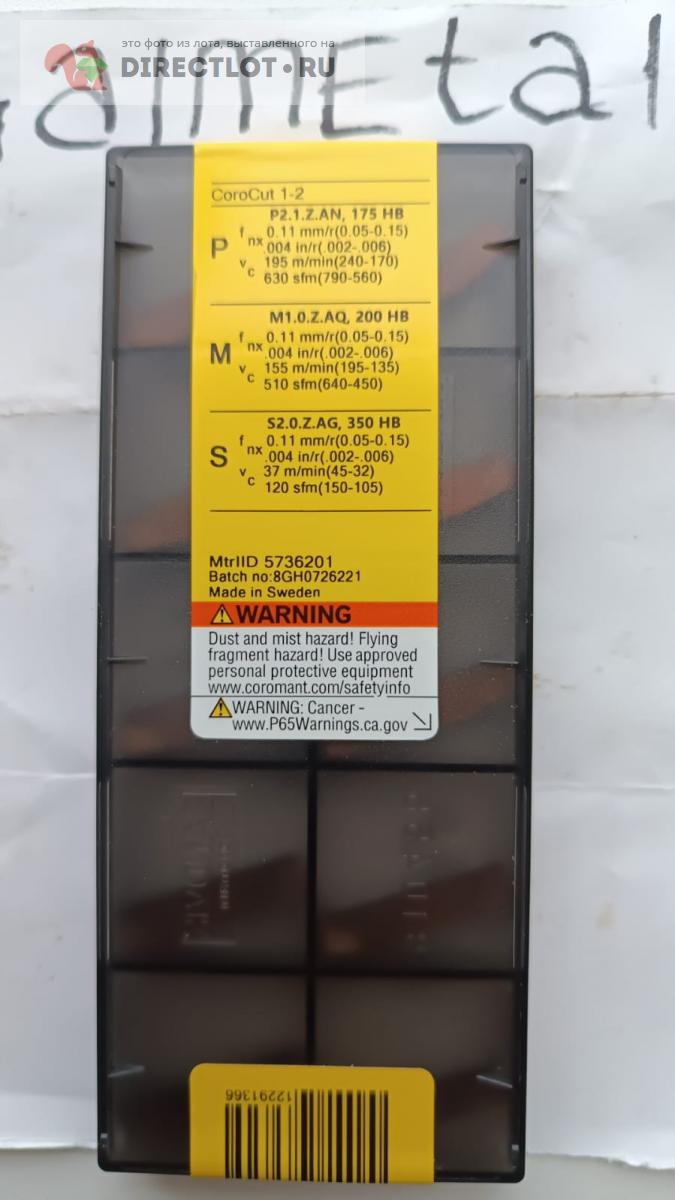 это фото из лота, выставленного на
DIRECTLOT.RU
almetal
CoroCut 1-2
P2.1.Z.AN, 175 HB
P
f nx 0.11 mm/r(0.05-0.15)
.004 in/r(.002-.006)
v c 195 m/min(240-170)
630 sfm(790-560)
M1.0.Z.AQ, 200 HB
M
f nx 0.11 mm/r(0.05-0.15)
.004 in/r(.002-.006)
v c 155 m/min(195-135)
510 sfm(640-450)
S2.0.Z.AG, 350 HB
S
f nx 0.11 mm/r(0.05-0.15)
.004 in/r(.002-.006)
v c 37 m/min(45-32)
120 sfm(150-105)
MtrlID 5736201
Batch no:8GH0726221
Made in Sweden
WARNING
Dust and mist hazard! Flying
fragment hazard! Use approved
personal protective equipment
www.coromant.com/safetyinfo
WARNING: Cancer -
www.P65Warnings.ca.gov
12291366